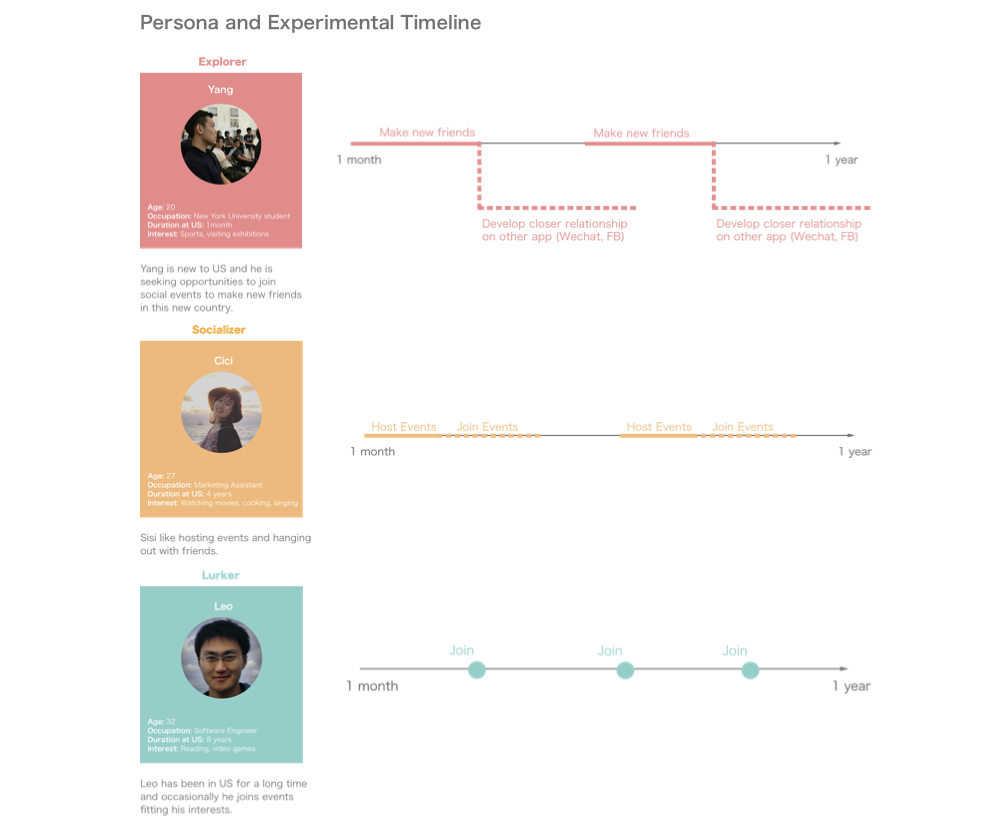 Persona and Experimental Timeline
Explorer
Yang
Age: 20
Occupation: New York University student
Duration at US: 1month
Interest: Sports, visiting exhibitions
Yang is new to US and he is
seeking opportunities to join
social events to make new friends
in this new country.
Make new friends
Make new friends
1 month
1 year
Develop closer relationship
on other app (Wechat, FB)
Develop closer relationship
on other app (Wechat, FB)
Socializer
Cici
Age: 27
Occupation: Marketing Assistant
Duration at US: 4 years
Interest: Watching movies, cooking, singing
Sisi like hosting events and hanging
out with friends.
Host Events
Join Events
Host Events
Join Events
1 month
1 year
Lurker
Leo
Age: 32
Occupation: Software Engineer
Duration at US: 8 years
Interest: Reading, video games
Leo has been in US for a long time
and occasionally he joins events
fitting his interests.
Join
Join
Join
1 month
1 year